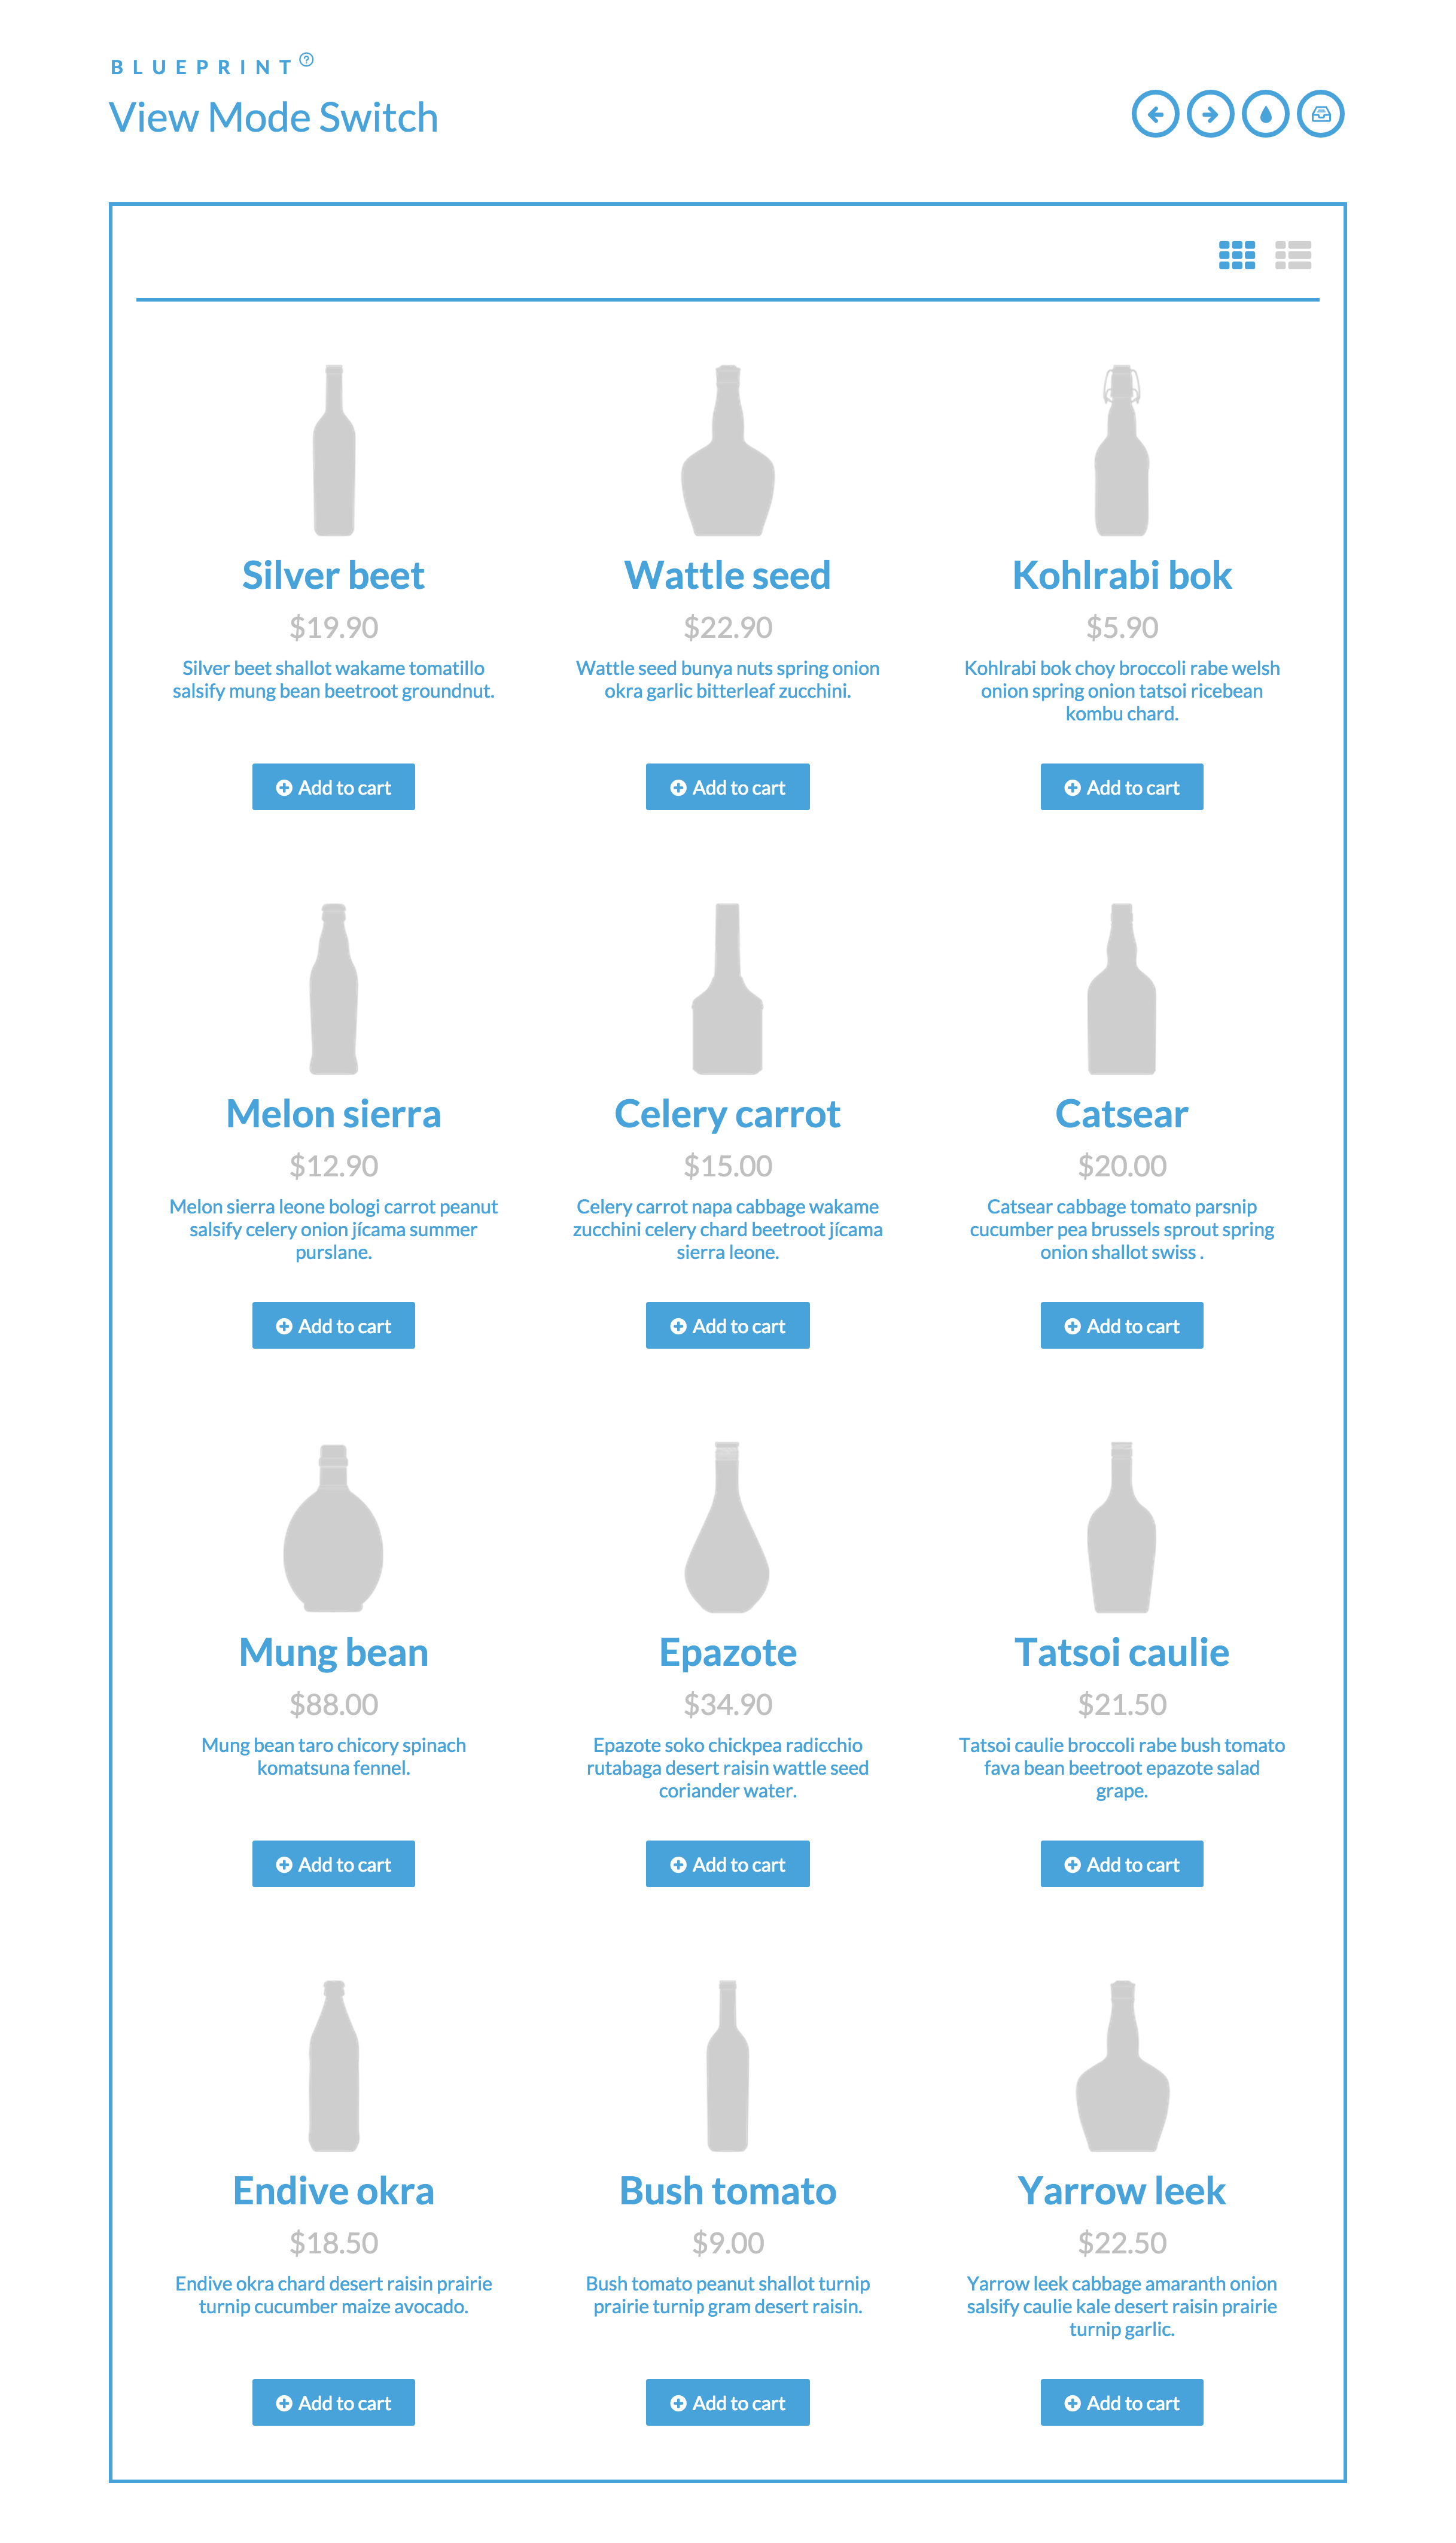 BLUEPRINT ?
View Mode Switch
Silver beet
$19.90
Silver beet shallot wakame tomatillo
salsify mung bean beetroot groundnut.
Add to cart
Wattle seed
$22.90
Wattle seed bunya nuts spring onion
okra garlic bitterleaf zucchini.
Add to cart
Kohlrabi bok
$5.90
Kohlrabi bok choy broccoli rabe welsh
onion spring onion tatsoi ricebean
kombu chard.
Add to cart
Melon sierra
$12.90
Melon sierra leone bologi carrot peanut
salsify celery onion jícama summer
purslane.
Add to cart
Celery carrot
$15.00
Celery carrot napa cabbage wakame
zucchini celery chard beetroot jícama
sierra leone.
Add to cart
Catsear
$20.00
Catsear cabbage tomato parsnip
cucumber pea brussels sprout spring
onion shallot swiss .
Add to cart
Mung bean
$88.00
Mung bean taro chicory spinach
komatsuna fennel.
Add to cart
Epazote
$34.90
Epazote soko chickpea radicchio
rutabaga desert raisin wattle seed
coriander water.
Add to cart
Tatsoi caulie
$21.50
Tatsoi caulie broccoli rabe bush tomato
fava bean beetroot epazote salad
grape.
Add to cart
Endive okra
$18.50
Endive okra chard desert raisin prairie
turnip cucumber maize avocado.
Add to cart
Bush tomato
$9.00
Bush tomato peanut shallot turnip
prairie turnip gram desert raisin.
Add to cart
Yarrow leek
$22.50
Yarrow leek cabbage amaranth onion
salsify caulie kale desert raisin prairie
turnip garlic.
Add to cart